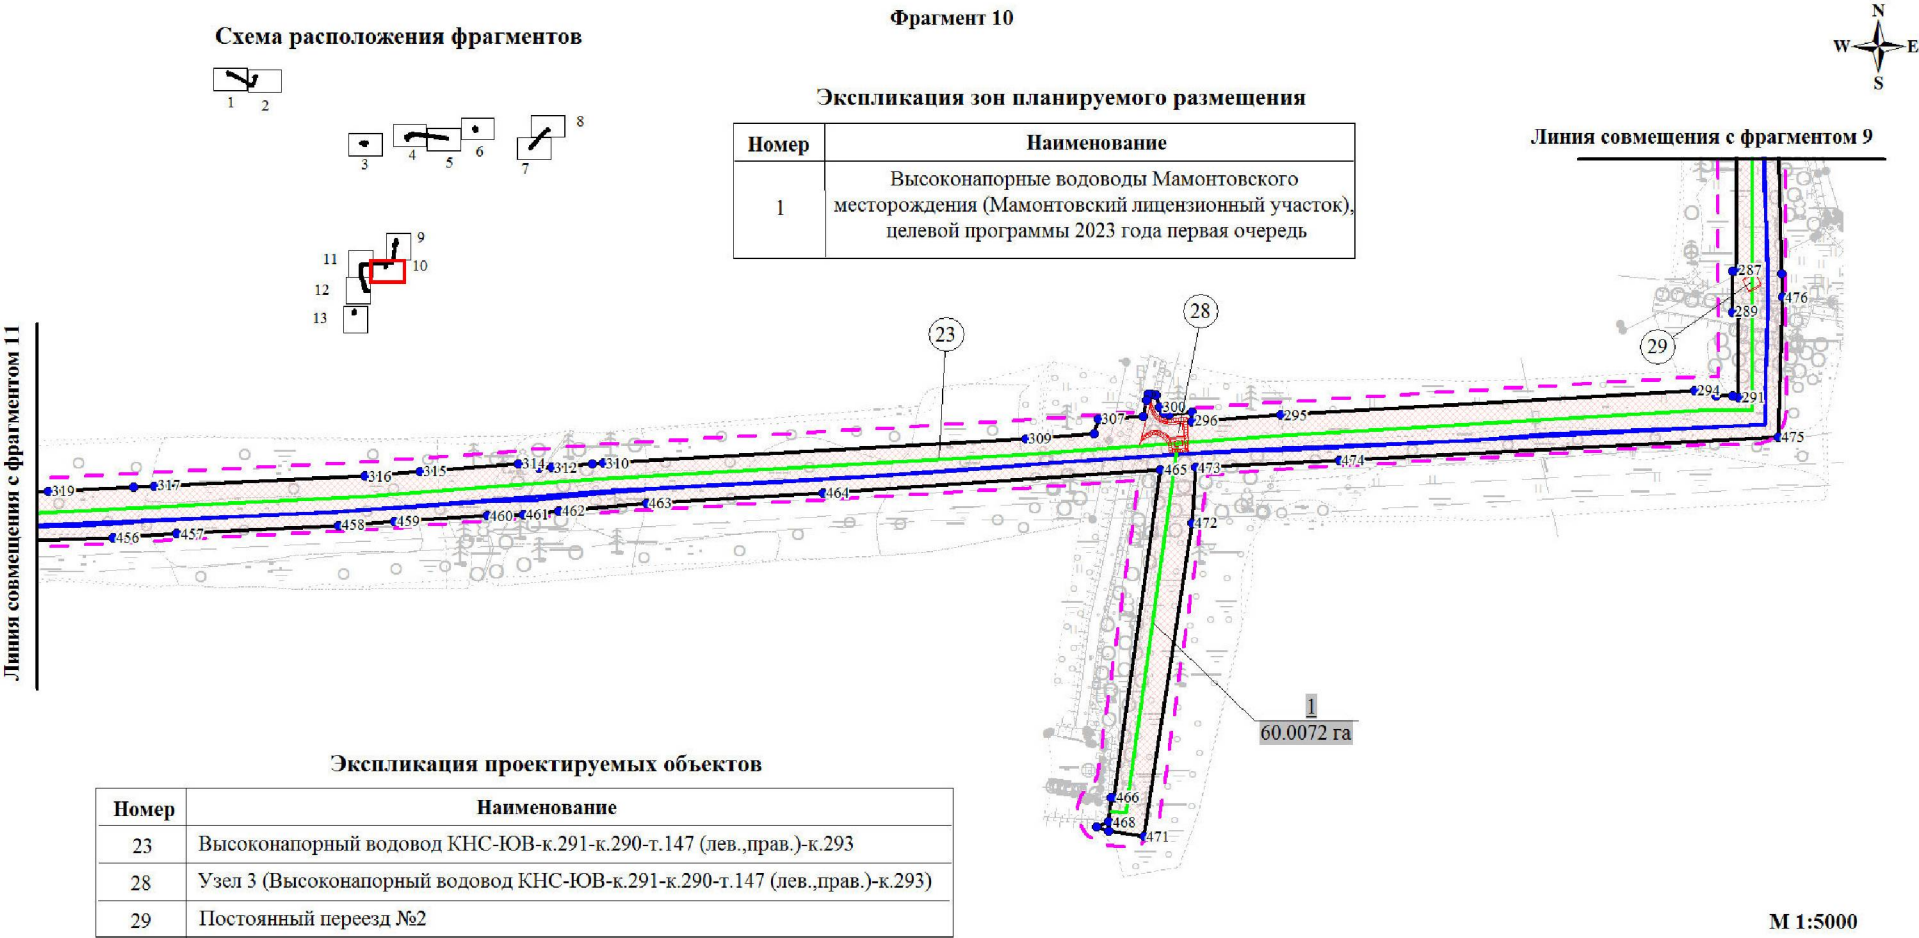 Фрагмент 10
Схема расположения фрагментов
1
2
3
4
5
6
7
8
9
10
11
12
13
N
W
E
S
Экспликация зон планируемого размещения
Номер
Наименование
1
Высоконапорные водоводы Мамонтовского
месторождения (Мамонтовский лицензионный участок),
целевой программы 2023 года первая очередь
Линия совмещения с фрагментом 9
Линия совмещения с фрагментом 11
287
476
289
29
294
291
475
28
23
307
300
296
295
309
319
317
316
315
314
312
310
465
473
474
472
456
457
458
459
460
461
462
463
464
466
468
471
1
60.0072 га
Экспликация проектируемых объектов
Номер
Наименование
23
Высоконапорный водовод КНС-ЮВ-к.291-к.290-т.147 (лев.,прав.)-к.293
28
Узел 3 (Высоконапорный водовод КНС-ЮВ-к.291-к.290-т.147 (лев.,прав.)-к.293)
29
Постоянный переезд №2
М 1:5000